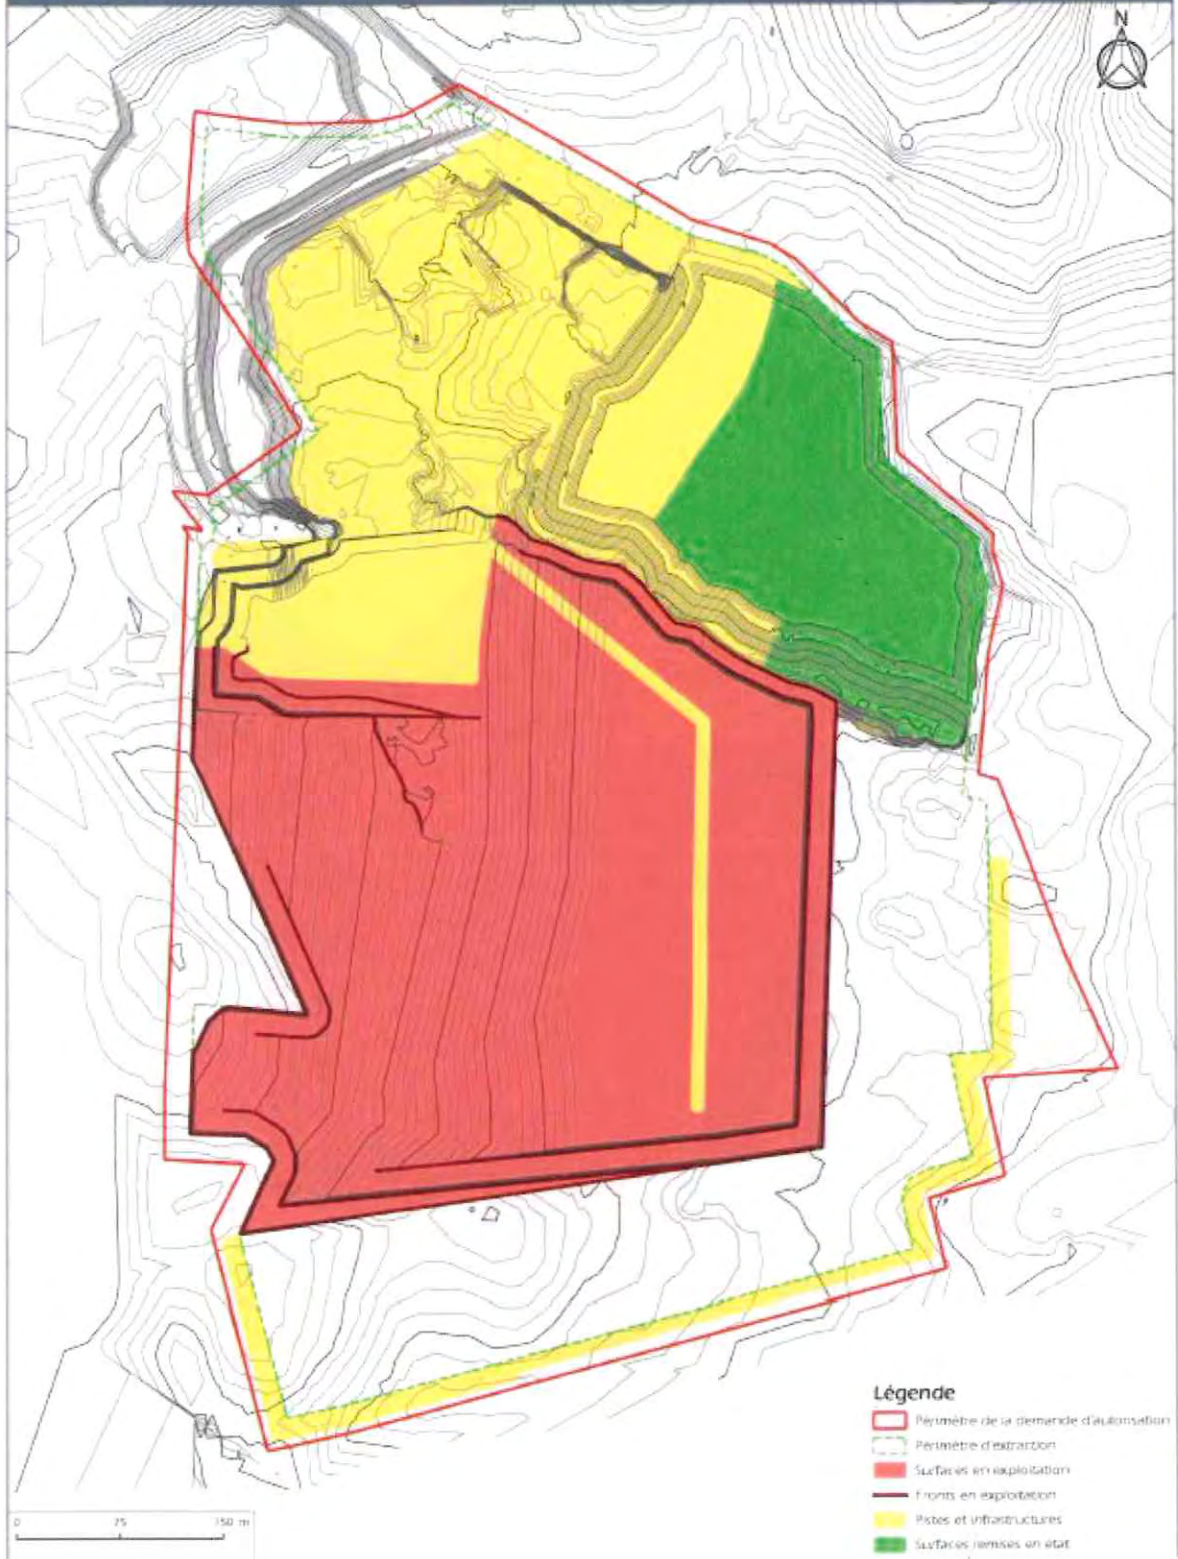 N
Légende
Périmètre de la demande d'autorisation
Périmètre d'extraction
Surfaces en exploitation
Fronts en exploitation
Pistes et infrastructures
Surfaces remises en état
0 75 150 m